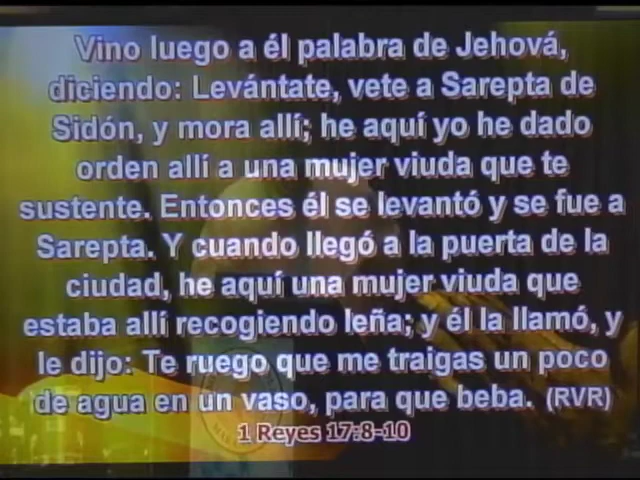 Vino luego a él palabra de Jehová,
diciendo: Levántate, vete a Sarepta de
Sidón, y mora allí; he aquí yo he dado
orden allí a una mujer viuda que te
sustente. Entonces él se levantó y se fue a
Sarepta. Y cuando llegó a la puerta de la
ciudad, he aquí una mujer viuda que
estaba allí recogiendo leña; y él la llamó, y
le dijo: Te ruego que me traigas un poco
de agua en un vaso, para que beba. (RVR)
1 Reyes 17:8-10